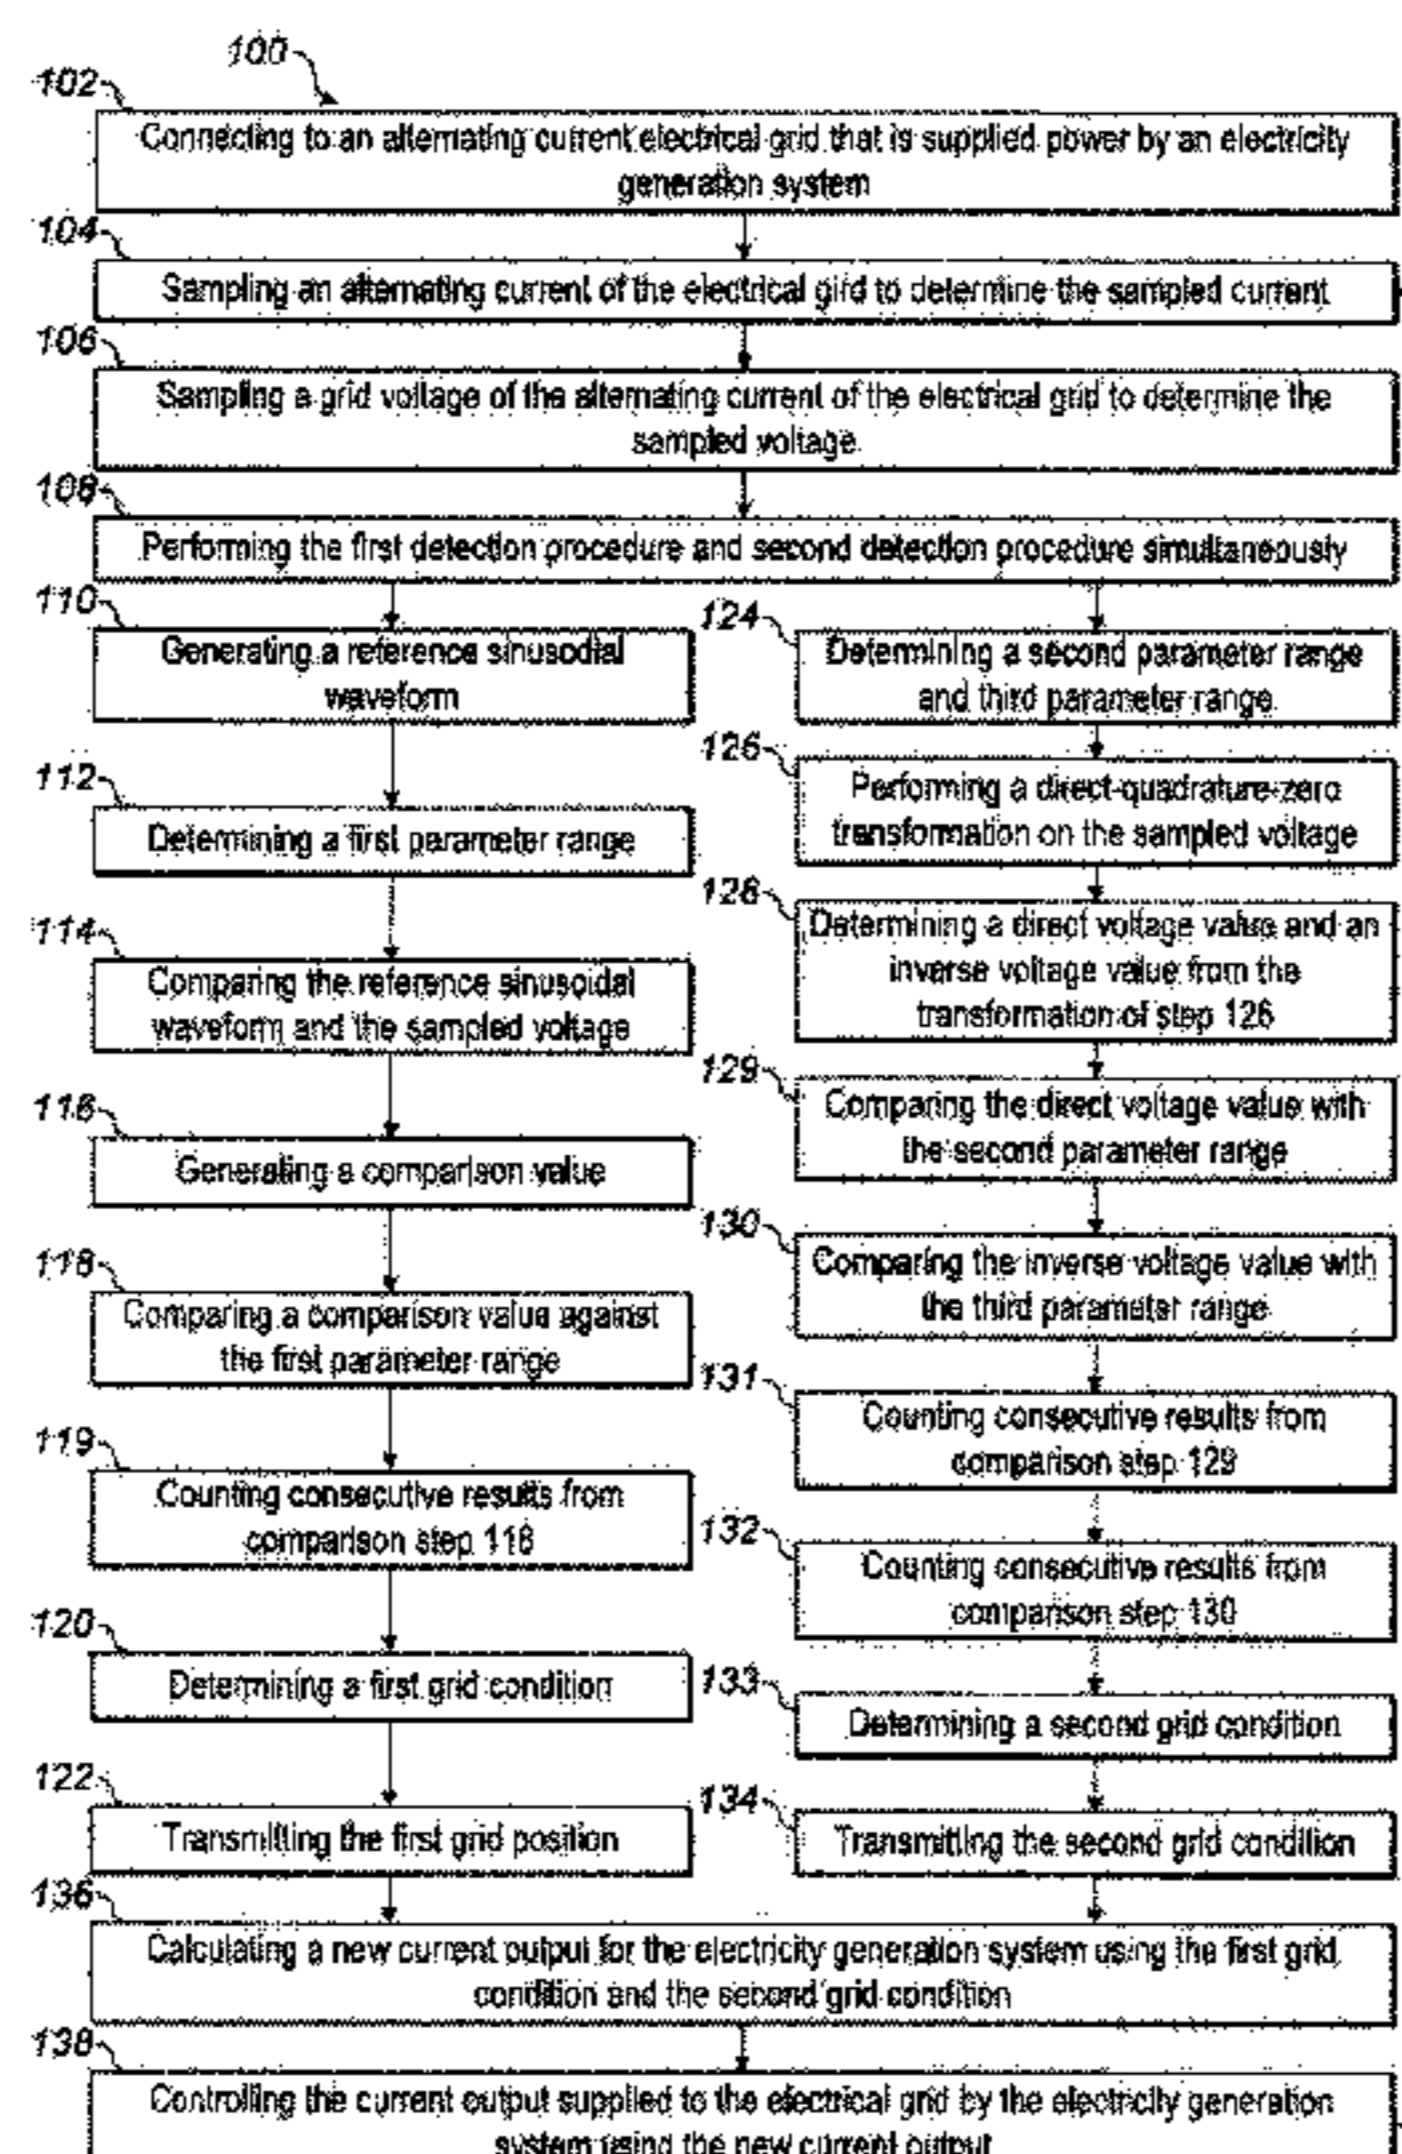 100
102
Connecting to an alternating current electrical grid that is supplied power by an electricity
generation system
104
Sampling an alternating current of the electrical gird to determine the sampled current
106
Sampling a grid voltage of the alternating current of the electrical grid to determine the
sampled voltage
108
Performing the first detection procedure and second detection procedure simultaneously
110
Generating a reference sinusodial
waveform
112
Determining a first parameter range
114
Comparing the reference sinusoidal
waveform and the sampled voltage
116
Generating a comparison value
118
Comparing a comparison value against
the first parameter range
119
Counting consecutive results from
comparison step 118
120
Determining a first grid condition
122
Transmitting the first grid position
124
Determining a second parameter range
and third parameter range
126
Performing a direct-quadrature-zero
transformation on the sampled voltage
128
Determining a direct voltage value and an
inverse voltage value from the
transformation of step 126
129
Comparing the direct voltage value with
the second parameter range
130
Comparing the inverse voltage value with
the third parameter range
131
Counting consecutive results from
comparison step 129
132
Counting consecutive results from
comparison step 130
133
Determining a second grid condition
134
Transmitting the second grid condition
136
Calculating a new current output for the electricity generation system using the first grid
condition and the second grid condition
138
Controlling the current output supplied to the electrical grid by the electricity generation
system using the new current output